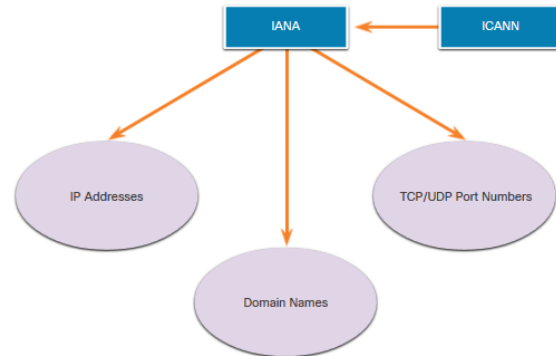 IANA
ICANN
IP Addresses
TCP/UDP Port Numbers
Domain Names